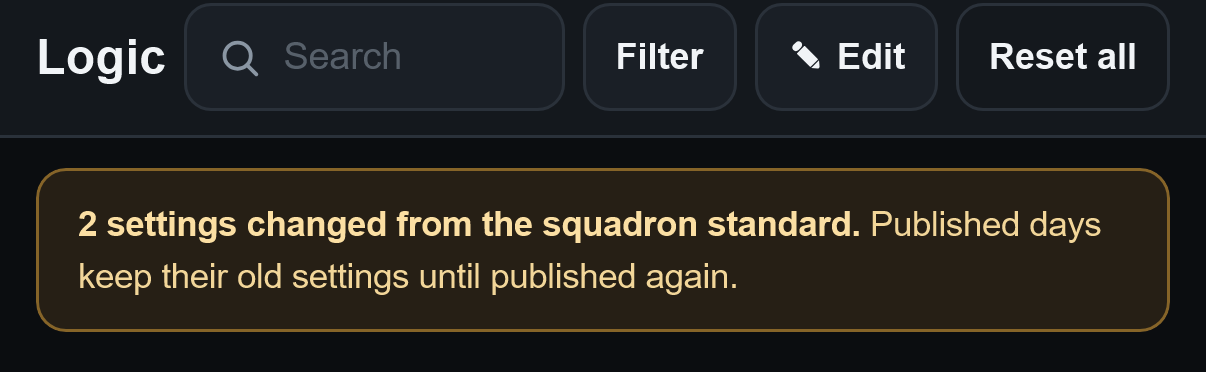 Logic
Search
Filter
Edit
Reset all
2 settings changed from the squadron standard. Published days
keep their old settings until published again.